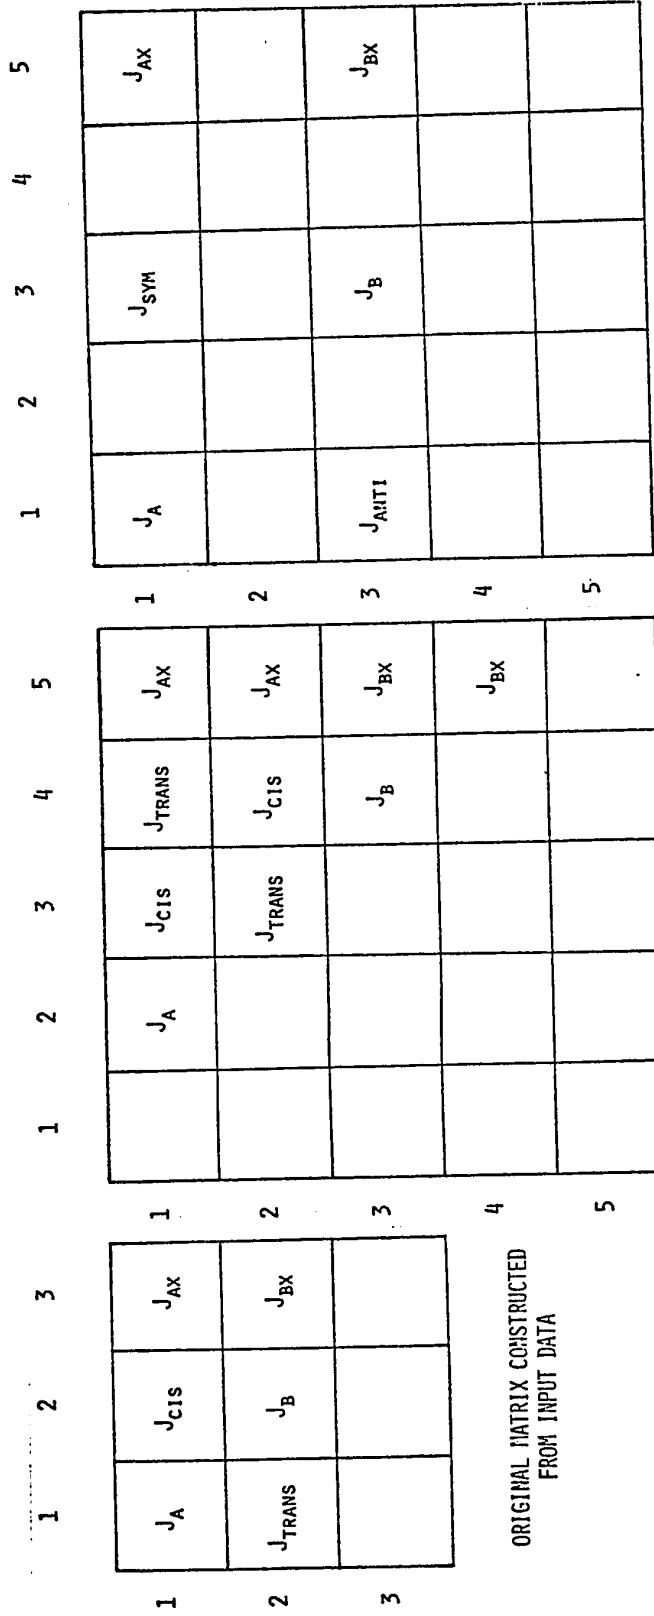 1 2 3
1 J_A J_CIS J_AX
2 J_TRANS J_B J_BX
3
ORIGINAL MATRIX CONSTRUCTED
FROM INPUT DATA
1 2 3 4 5
1 J_A J_CIS J_TRANS J_AX
2 J_TRANS J_CIS J_AX
3 J_B J_BX
4 J_BX
5
1 2 3 4 5
1 J_A J_SYM J_AX
2
3 J_ANTI J_B J_BX
4
5